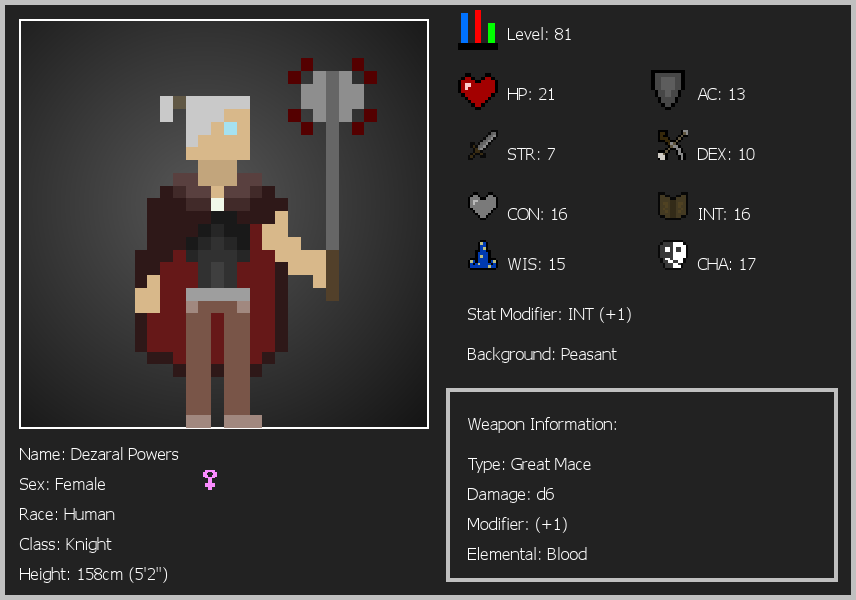 Level: 81
HP: 21
AC: 13
STR: 7
DEX: 10
CON: 16
INT: 16
WIS: 15
CHA: 17
Stat Modifier: INT (+1)
Background: Peasant
Weapon Information:
Type: Great Mace
Damage: d6
Modifier: (+1)
Elemental: Blood
Name: Dezaral Powers
Sex: Female
Race: Human
Class: Knight
Height: 158cm (5'2")